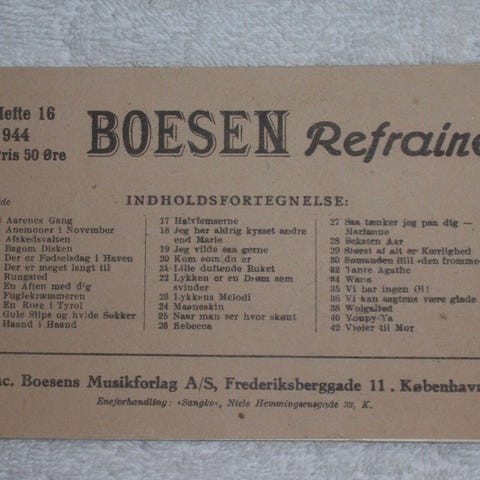 Hefte 16
1944
Pris 50 Øre
BOESEN Refraine
INDHOLDSFORTEGNELSE:
Aarenes Gang
Anemoner i November
Afskedsvalsen
Bagom Disken
Der er Fødselsdag i Haven
Der er meget langt til
Rungsted
En Aften med dig
Fuglekræmmeren
En Rose i Tyrol
Gule Slips og hvide Sokker
Haand i Haand
17 Halvfemserne
18 Jeg har aldrig kysset andre
end Marie
19 Jeg vilde saa gerne
20 Kom som du er
21 Lille duftende Buket
22 Lykken er en Drøm som
svinder
23 Lykkens Melodi
24 Maaneskin
25 Naar man ser hvor skønt
26 Rebecca
27 Saa tænker jeg paa dig —
Marianne
28 Seksten Aar
29 Størst af alt er Kærlighed
30 Sømanden Bill »den fromme
32 Tante Agathe
34 Wana
35 Vi har ingen Øl!
36 Vi kan sagtens være glade
38 Wolgalied
40 Youpy-Ya
42 Violer til Mor
c. Boesens Musikforlag A/S, Frederiksberggade 11 . København
Eneforhandling: »Sangko«, Niels Hemmingsensgade 32, K.